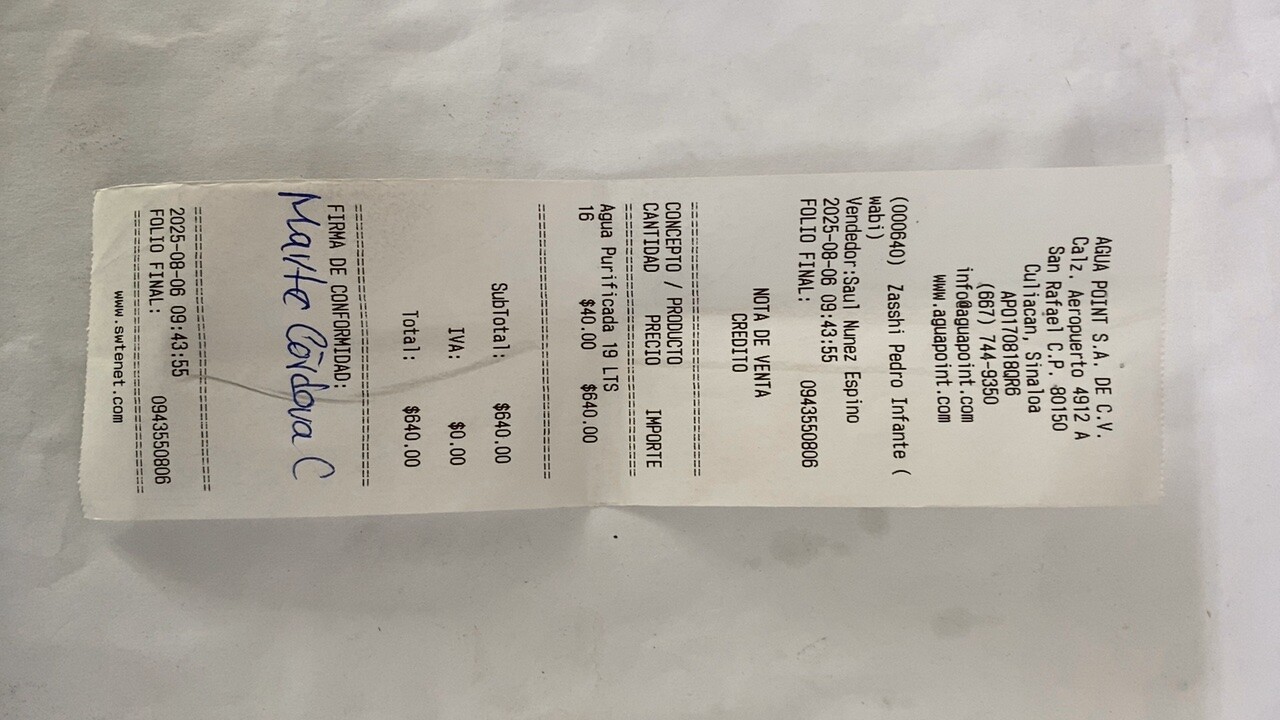 AGUA POINT S.A. DE C.V.
Calz. Aeropuerto 4912 A
San Rafael C.P. 80150
Culiacan, Sinaloa
APO170818QR6
(667) 744-9350
info@aguapoint.com
www.aguapoint.com
(000640) Zasshi Pedro Infante (
wabi)
Vendedor:Saul Nunez Espino
2025-08-06 09:43:55
FOLIO FINAL: 0943550806
NOTA DE VENTA
CREDITO
==============================
CONCEPTO / PRODUCTO
CANTIDAD PRECIO IMPORTE
==============================
Agua Purificada 19 LTS
16 $40.00 $640.00
==============================
SubTotal: $640.00
IVA: $0.00
Total: $640.00
==============================
FIRMA DE CONFORMIDAD:
Marte Córdova C
==============================
2025-08-06 09:43:55
FOLIO FINAL: 0943550806
==============================
www.swtenet.com